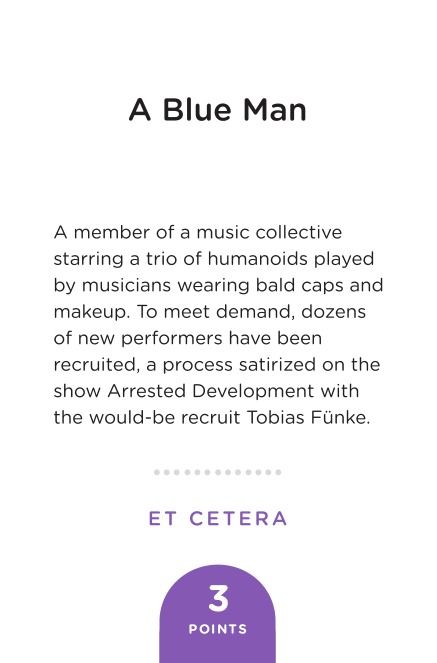 A Blue Man
A member of a music collective
starring a trio of humanoids played
by musicians wearing bald caps and
makeup. To meet demand, dozens
of new performers have been
recruited, a process satirized on the
show Arrested Development with
the would-be recruit Tobias Fünke.
ET CETERA
3
POINTS